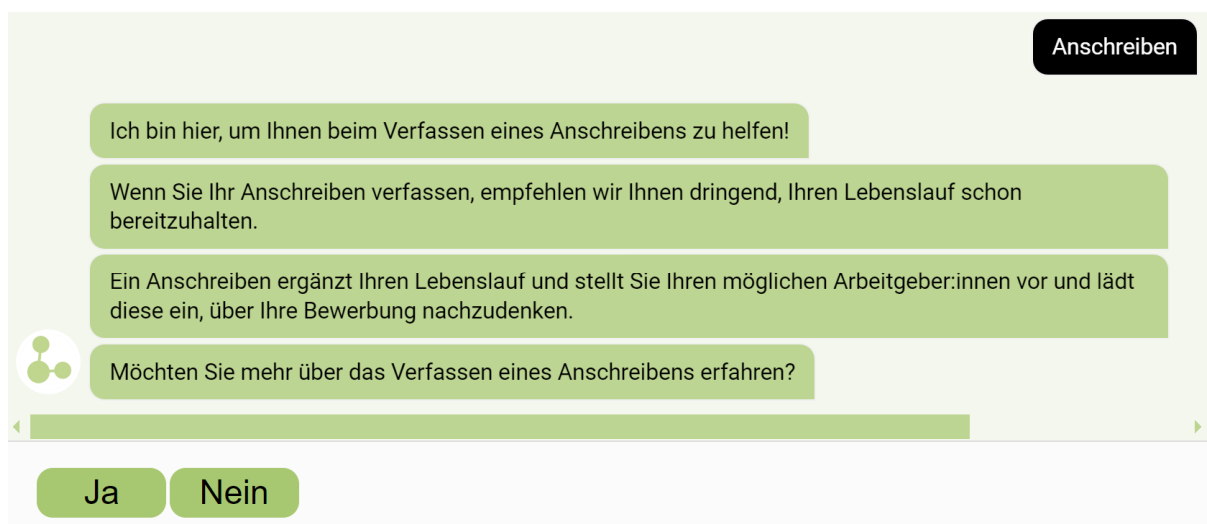 Anschreiben
Ich bin hier, um Ihnen beim Verfassen eines Anschreibens zu helfen!
Wenn Sie Ihr Anschreiben verfassen, empfehlen wir Ihnen dringend, Ihren Lebenslauf schon
bereitzuhalten.
Ein Anschreiben ergänzt Ihren Lebenslauf und stellt Sie Ihren möglichen Arbeitgeber:innen vor und lädt
diese ein, über Ihre Bewerbung nachzudenken.
Möchten Sie mehr über das Verfassen eines Anschreibens erfahren?
Ja Nein